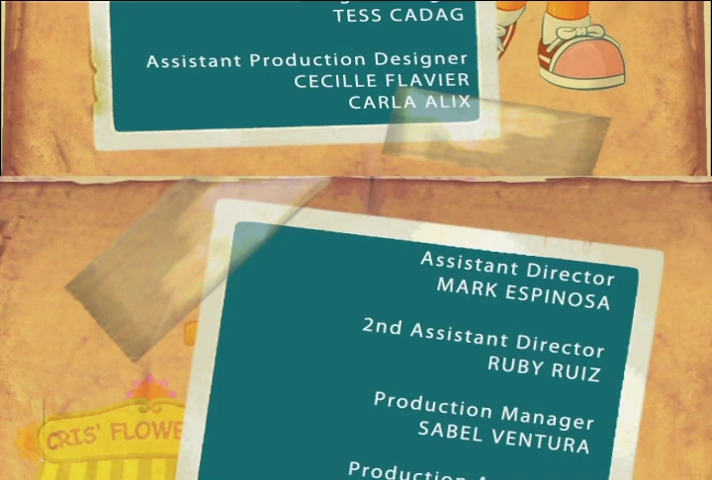 TESS CADAG
Assistant Production Designer
CECILLE FLAVIER
CARLA ALIX
Assistant Director
MARK ESPINOSA
2nd Assistant Director
RUBY RUIZ
Production Manager
SABEL VENTURA
Production
CRIS' FLOWE